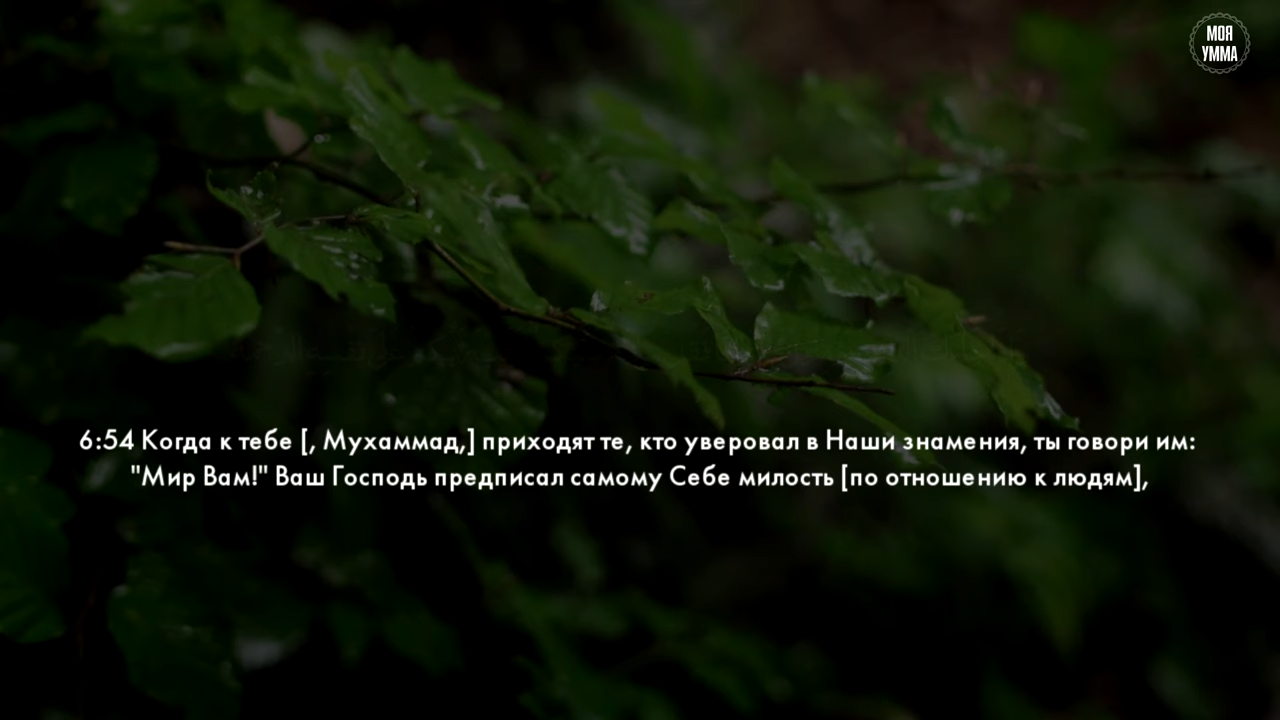 МОЯ
УММА
6:54 Когда к тебе [, Мухаммад,] приходят те, кто уверовал в Наши знамения, ты говори им:
"Мир Вам!" Ваш Господь предписал самому Себе милость [по отношению к людям],